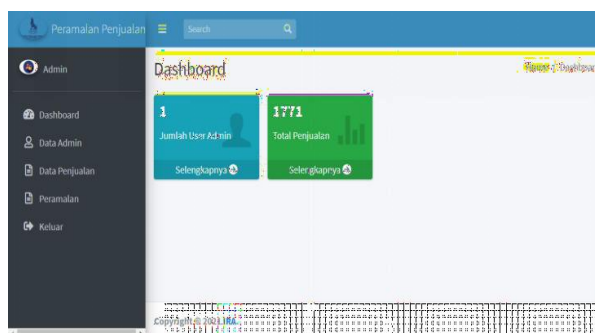 Peramalan Penjualan
Search
Admin
Dashboard
Dashboard
Data Admin
Data Penjualan
Peramalan
Keluar
1
Jumlah User Admin
Selengkapnya
1771
Total Penjualan
Selengkapnya
Copyright ©